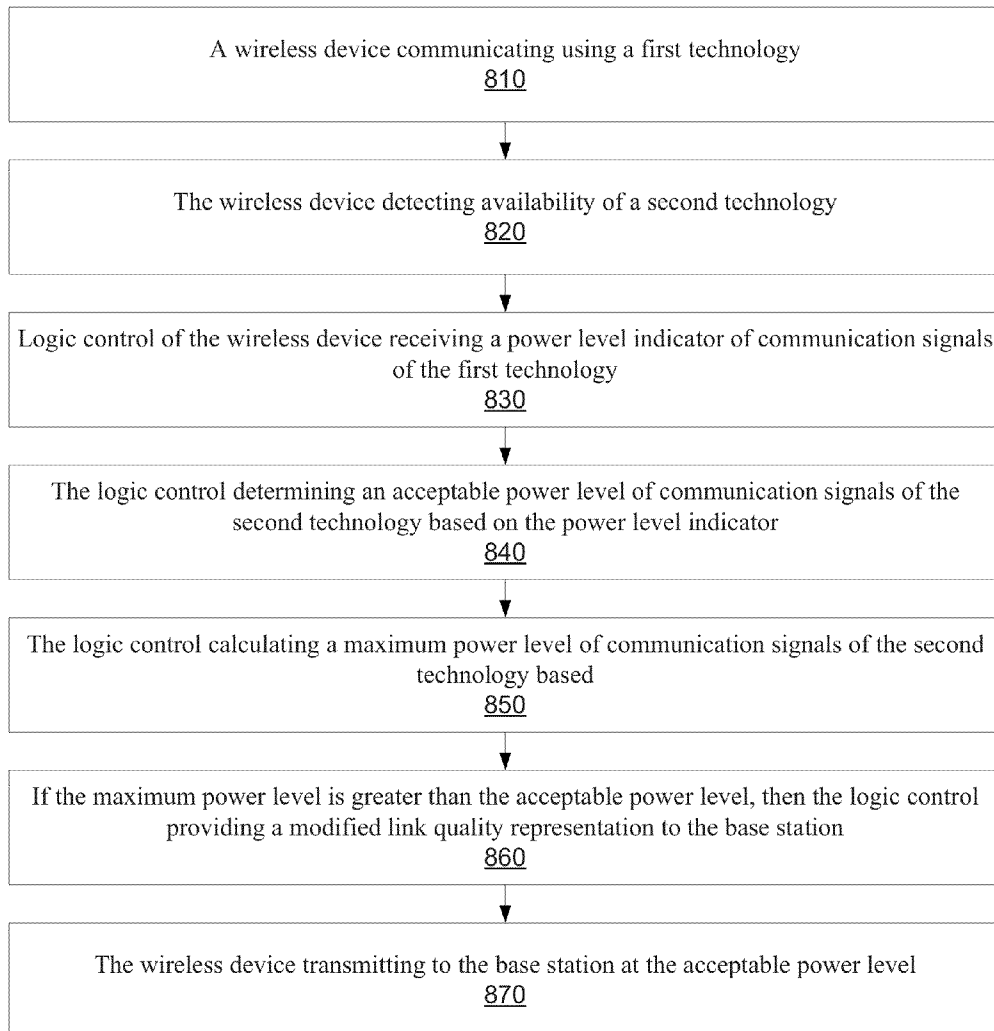 A wireless device communicating using a first technology
810
The wireless device detecting availability of a second technology
820
Logic control of the wireless device receiving a power level indicator of communication signals
of the first technology
830
The logic control determining an acceptable power level of communication signals of the
second technology based on the power level indicator
840
The logic control calculating a maximum power level of communication signals of the second
technology based
850
If the maximum power level is greater than the acceptable power level, then the logic control
providing a modified link quality representation to the base station
860
The wireless device transmitting to the base station at the acceptable power level
870